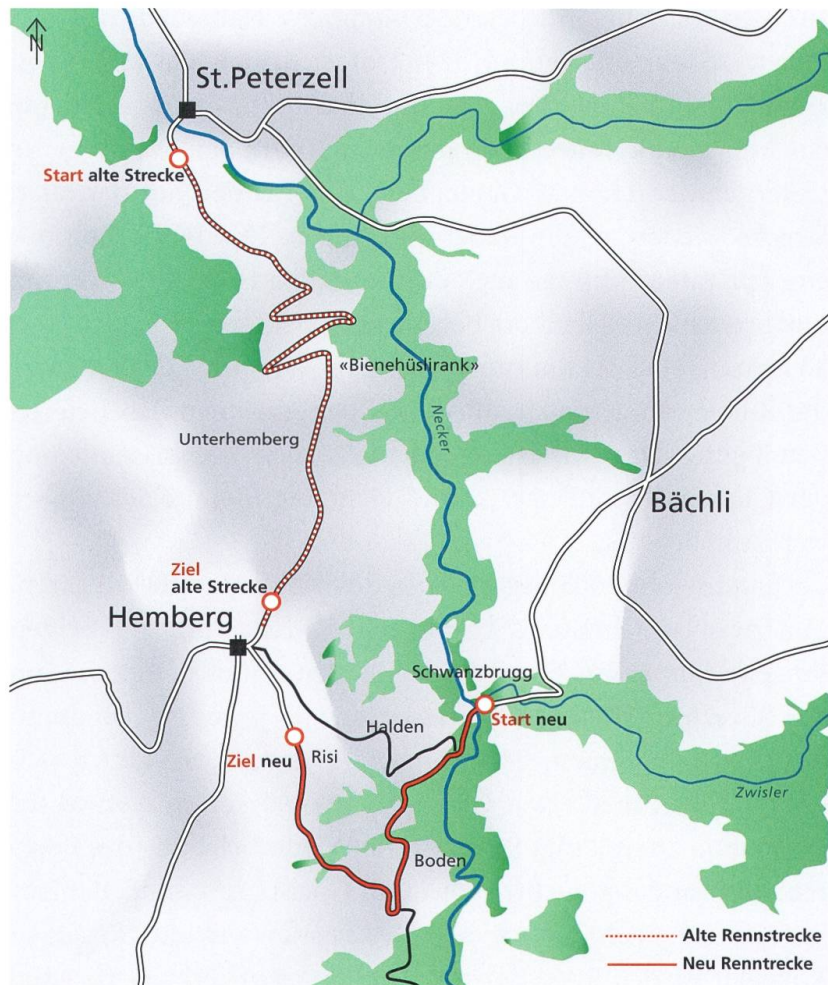 N
St.Peterzell
Start alte Strecke
«Bienehüslirank»
Necker
Unterhemberg
Bächli
Ziel
alte Strecke
Hemberg
Schwanzbrugg
Start neu
Halden
Ziel neu
Risi
Zwisler
Boden
Alte Rennstrecke
Neu Renntrecke